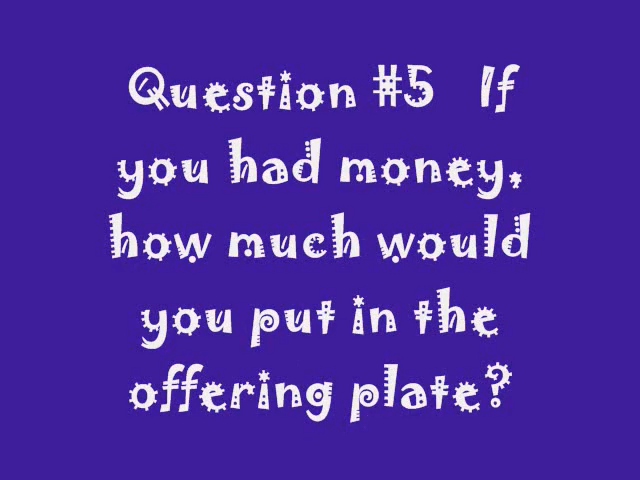 Question #5 If
you had money,
how much would
you put in the
offering plate?